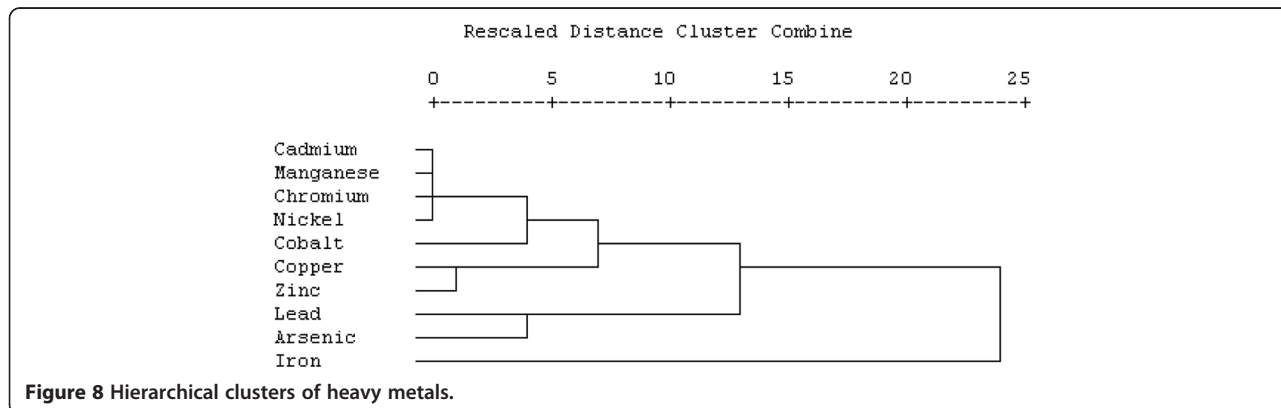 Rescaled Distance Cluster Combine
0 5 10 15 20 25
+---------+---------+---------+---------+---------+
Cadmium
Manganese
Chromium
Nickel
Cobalt
Copper
Zinc
Lead
Arsenic
Iron
Figure 8 Hierarchical clusters of heavy metals.